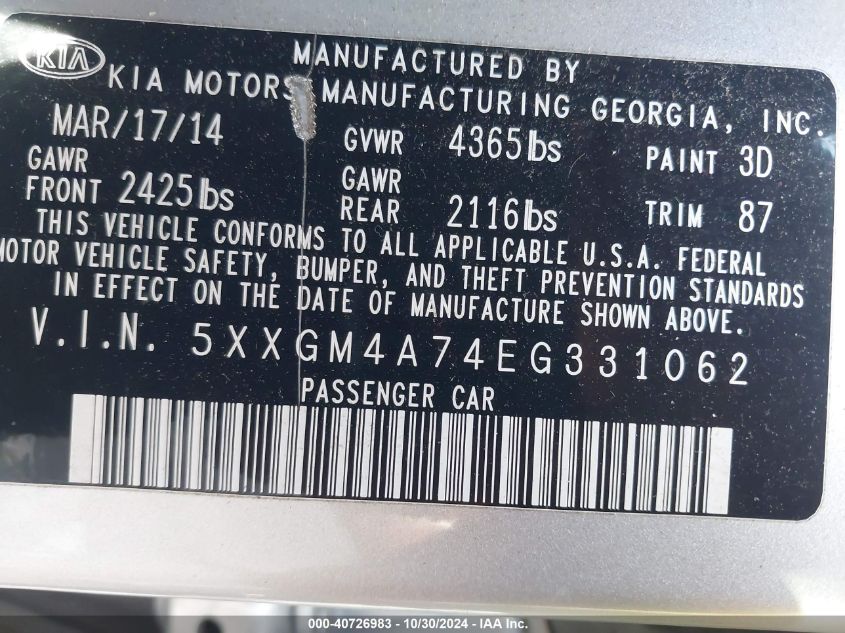 KIA
MANUFACTURED BY
KIA MOTORS MANUFACTURING GEORGIA, INC.
MAR/17/14 GVWR 4365lbs PAINT 3D
GAWR FRONT 2425lbs GAWR REAR 2116lbs TRIM 87
THIS VEHICLE CONFORMS TO ALL APPLICABLE U.S.A. FEDERAL
MOTOR VEHICLE SAFETY, BUMPER, AND THEFT PREVENTION STANDARDS
IN EFFECT ON THE DATE OF MANUFACTURE SHOWN ABOVE.
V.I.N. 5XXGM4A74EG331062
PASSENGER CAR
000-40726983 - 10/30/2024 - IAA Inc.